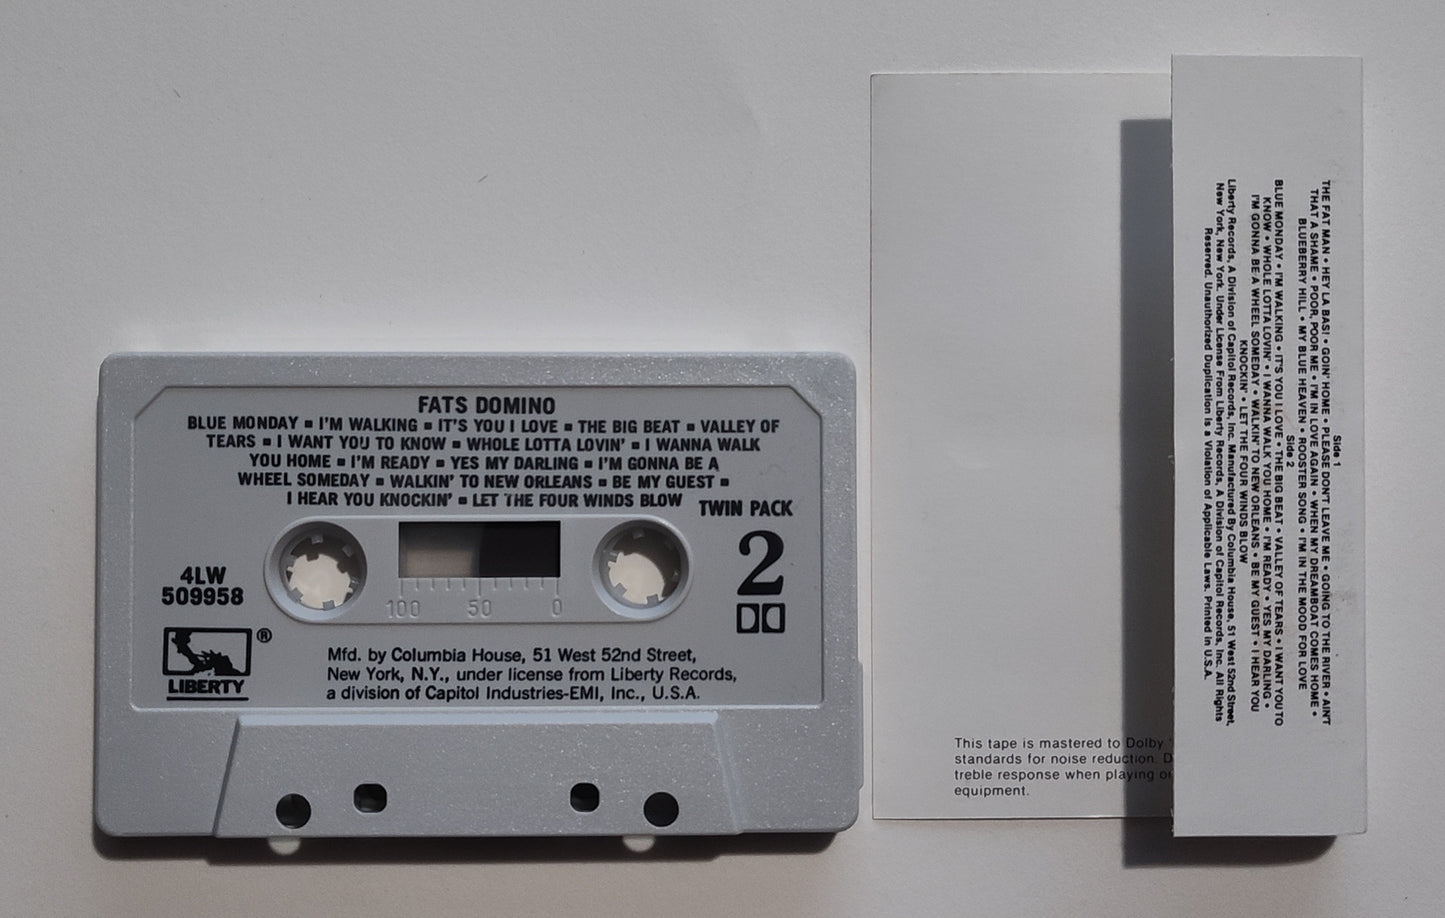 FATS DOMINO
BLUE MONDAY ▪ I'M WALKING ▪ IT'S YOU I LOVE ▪ THE BIG BEAT ▪ VALLEY OF
TEARS ▪ I WANT YOU TO KNOW ▪ WHOLE LOTTA LOVIN' ▪ I WANNA WALK
YOU HOME ▪ I'M READY ▪ YES MY DARLING ▪ I'M GONNA BE A
WHEEL SOMEDAY ▪ WALKIN' TO NEW ORLEANS ▪ BE MY GUEST ▪
I HEAR YOU KNOCKIN' ▪ LET THE FOUR WINDS BLOW
TWIN PACK
2
4LW
509958
100 50 0
®
LIBERTY
Mfd. by Columbia House, 51 West 52nd Street,
New York, N.Y., under license from Liberty Records,
a division of Capitol Industries-EMI, Inc., U.S.A.
This tape is mastered to Dolby
standards for noise reduction. D
treble response when playing on
equipment.
Side 1
THE FAT MAN • HEY LA BAS! • GOIN' HOME • PLEASE DON'T LEAVE ME • GOING TO THE RIVER • AIN'T
THAT A SHAME • POOR, POOR ME • I'M IN LOVE AGAIN • WHEN MY DREAMBOAT COMES HOME •
BLUEBERRY HILL • MY BLUE HEAVEN • ROOSTER SONG • I'M IN THE MOOD FOR LOVE
Side 2
BLUE MONDAY • I'M WALKING • IT'S YOU I LOVE • THE BIG BEAT • VALLEY OF TEARS • I WANT YOU TO
KNOW • WHOLE LOTTA LOVIN' • I WANNA WALK YOU HOME • I'M READY • YES MY DARLING •
I'M GONNA BE A WHEEL SOMEDAY • WALKIN' TO NEW ORLEANS • BE MY GUEST • I HEAR YOU
KNOCKIN' • LET THE FOUR WINDS BLOW
Liberty Records, A Division of Capitol Records, Inc. Manufactured By Columbia House, 51 West 52nd Street,
New York, New York. Under License From Liberty Records, A Division of Capitol Records, Inc. All Rights
Reserved. Unauthorized Duplication is a Violation of Applicable Laws. Printed in U.S.A.